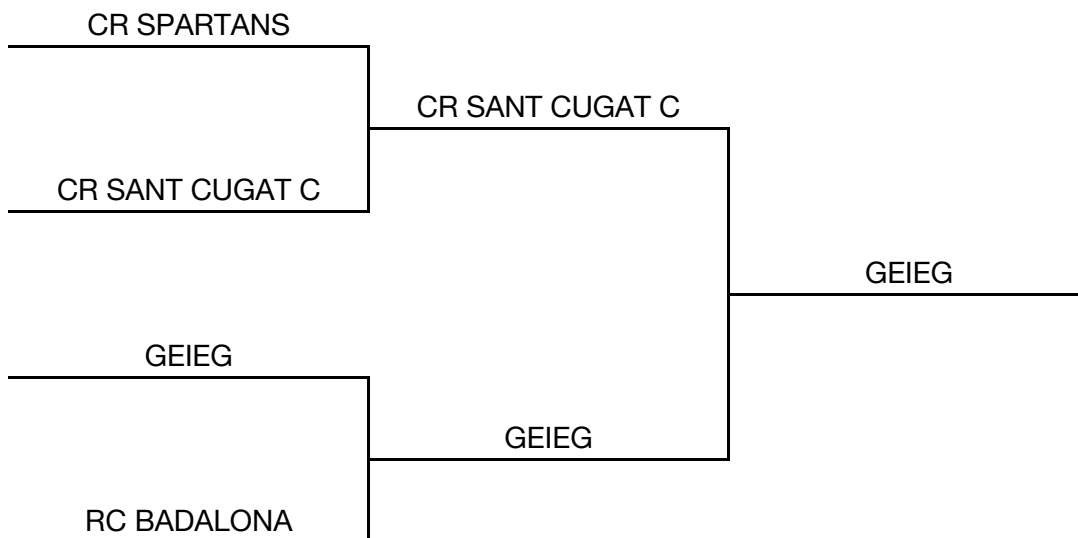 CR SPARTANS
CR SANT CUGAT C
CR SANT CUGAT C
GEIEG
GEIEG
GEIEG
RC BADALONA